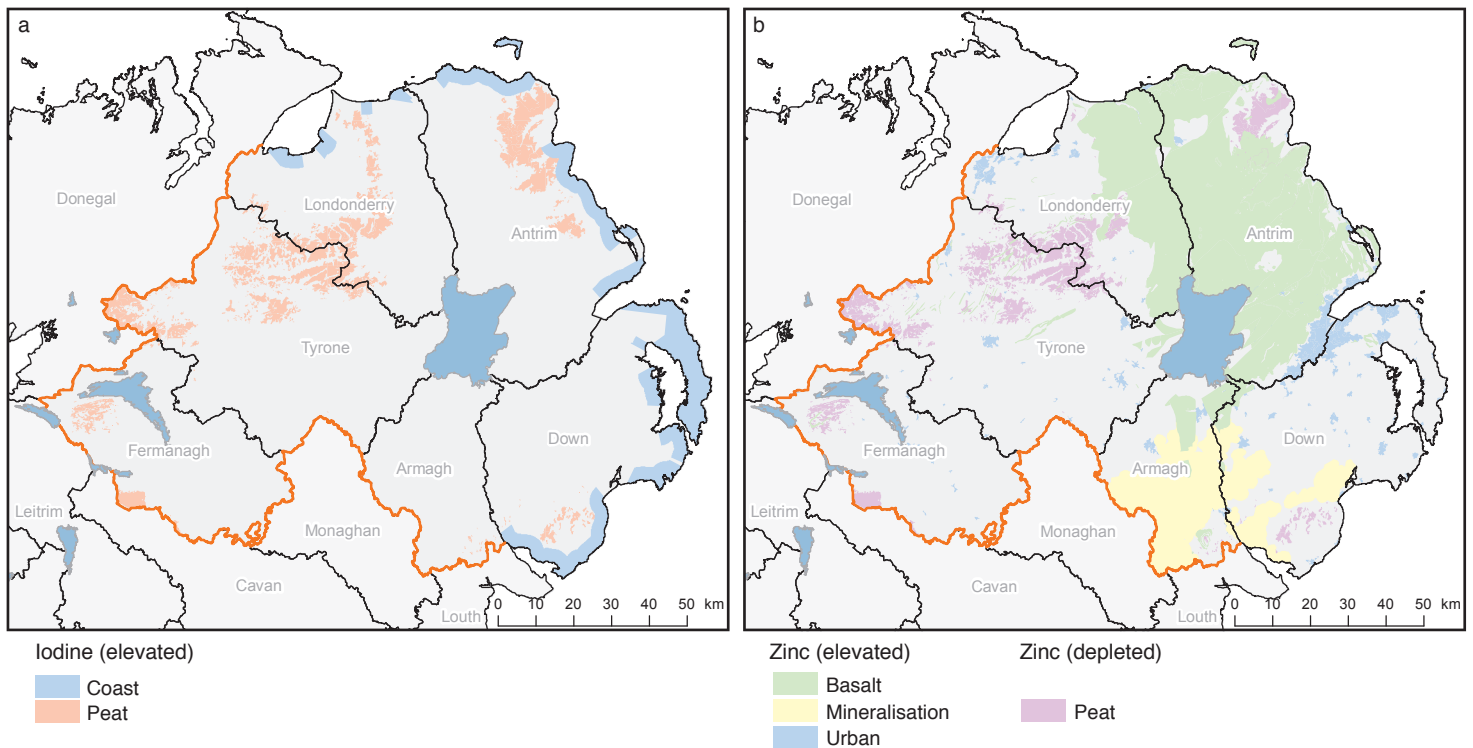 a
Donegal
Londonderry
Antrim
Tyrone
Fermanagh
Down
Armagh
Leitrim
Monaghan
Cavan
Louth
0 10 20 30 40 50 km
Iodine (elevated)
Coast
Peat
b
Donegal
Londonderry
Antrim
Tyrone
Fermanagh
Down
Armagh
Leitrim
Monaghan
Cavan
Louth
0 10 20 30 40 50 km
Zinc (elevated)
Basalt
Mineralisation
Urban
Zinc (depleted)
Peat